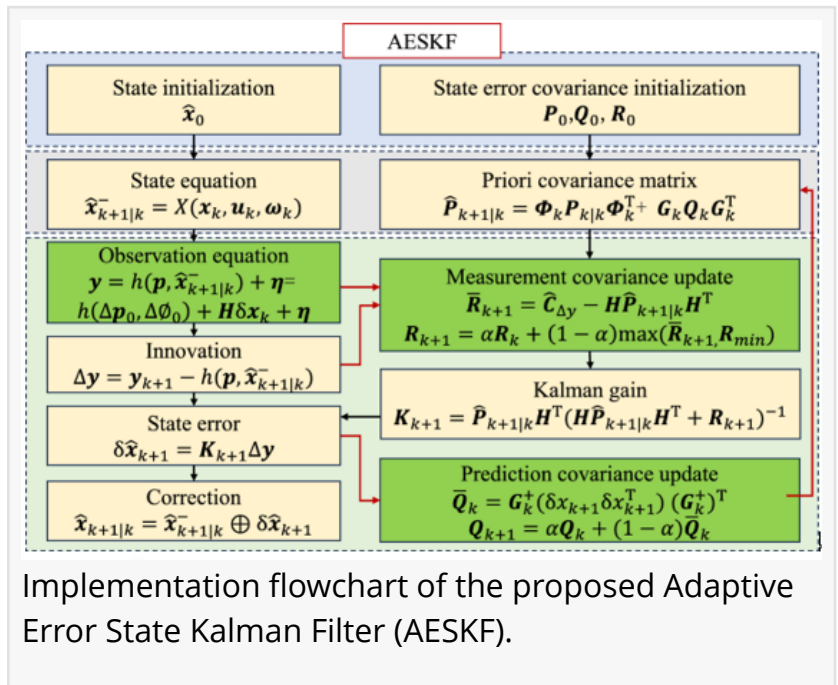 AESKF
State initialization
x̂₀
State error covariance initialization
P₀,Q₀, R₀
State equation
x̂⁻ₖ₊₁|ₖ = X(xₖ, uₖ, ωₖ)
Priori covariance matrix
P̂ₖ₊₁|ₖ = ΦₖPₖ|ₖΦₖᵀ+ GₖQₖGₖᵀ
Observation equation
y = h(p, x̂⁻ₖ₊₁|ₖ) + η=
h(Δp₀, ΔØ₀) + Hδxₖ + η
Measurement covariance update
R̄ₖ₊₁ = Ĉ_Δy − HP̂ₖ₊₁|ₖHᵀ
Rₖ₊₁ = αRₖ + (1 − α)max(R̄ₖ₊₁, R_min)
Innovation
Δy = yₖ₊₁ − h(p, x̂⁻ₖ₊₁|ₖ)
Kalman gain
Kₖ₊₁ = P̂ₖ₊₁|ₖHᵀ(HP̂ₖ₊₁|ₖHᵀ + Rₖ₊₁)⁻¹
State error
δx̂ₖ₊₁ = Kₖ₊₁Δy
Prediction covariance update
Q̄ₖ = Gₖ⁺(δxₖ₊₁δxᵀₖ₊₁) (Gₖ⁺)ᵀ
Qₖ₊₁ = αQₖ + (1 − α)Q̄ₖ
Correction
x̂ₖ₊₁|ₖ = x̂⁻ₖ₊₁|ₖ ⊕ δx̂ₖ₊₁
Implementation flowchart of the proposed Adaptive
Error State Kalman Filter (AESKF).